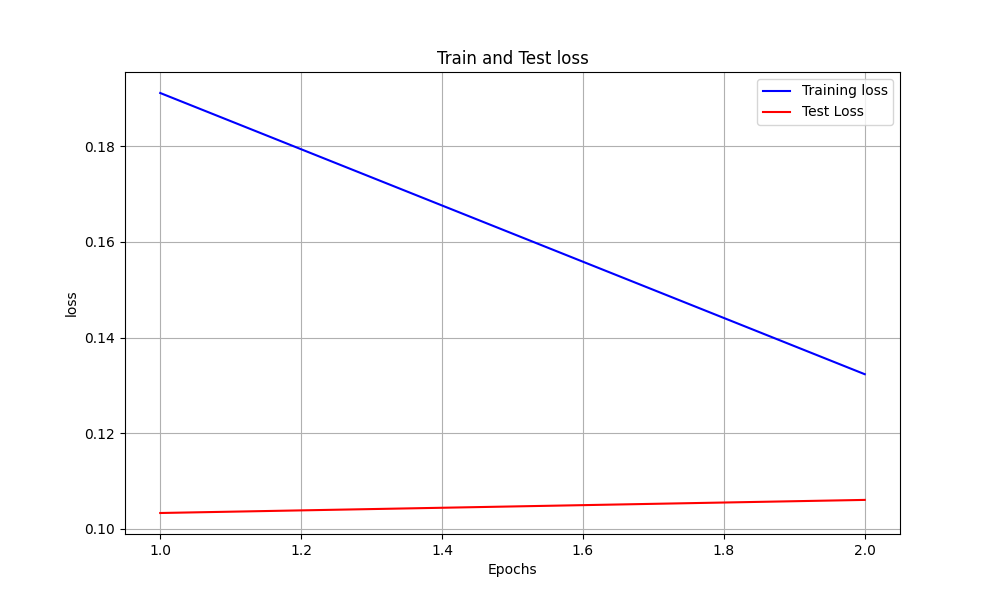 Train and Test loss
Training loss
Test Loss
0.18
0.16
0.14
0.12
0.10
loss
1.0 1.2 1.4 1.6 1.8 2.0
Epochs